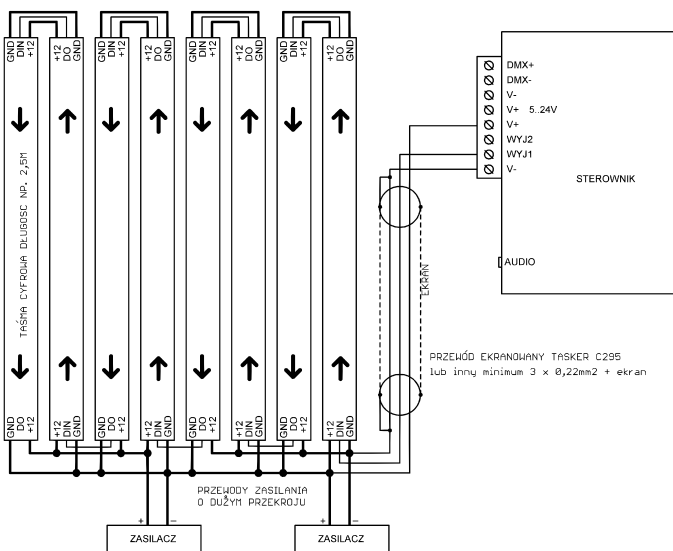 GND DIN +12
+12 DO GND
GND DIN +12
+12 DO GND
GND DIN +12
+12 DO GND
GND DIN +12
+12 DO GND
DMX+
DMX-
V-
V+ 5..24V
V+
WYJ2
WYJ1
V-
STEROWNIK
AUDIO
TAŚMA CYFROWA DŁUGOSC NP. 2,5M
EKRAN
PRZEWÓD EKRANOWANY TASKER C295
lub inny minimum 3 x 0,22mm2 + ekran
GND DO +12
+12 DIN GND
GND DO +12
+12 DIN GND
GND DO +12
+12 DIN GND
GND DO +12
+12 DIN GND
PRZEWODY ZASILANIA
O DUŻYM PRZEKROJU
+ −
+ −
ZASILACZ
ZASILACZ